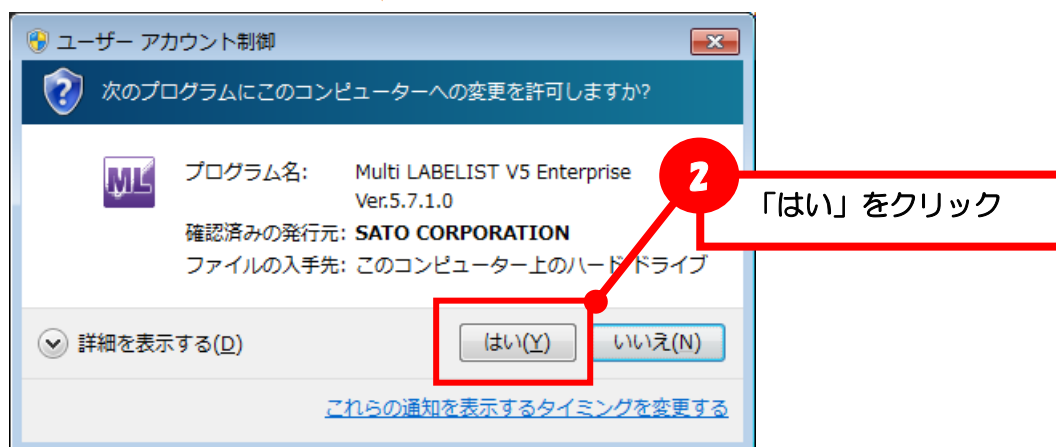 ユーザー アカウント制御
次のプログラムにこのコンピューターへの変更を許可しますか?
ML
プログラム名: Multi LABELIST V5 Enterprise
Ver.5.7.1.0
確認済みの発行元: SATO CORPORATION
ファイルの入手先: このコンピューター上のハード ドライブ
2
「はい」をクリック
詳細を表示する(D)
はい(Y)
いいえ(N)
これらの通知を表示するタイミングを変更する